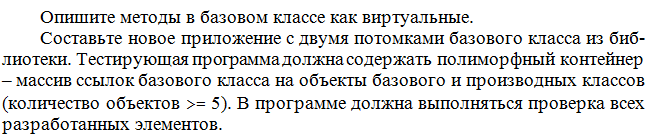 Опишите методы в базовом классе как виртуальные.
Составьте новое приложение с двумя потомками базового класса из биб-
лиотеки. Тестирующая программа должна содержать полиморфный контейнер
– массив ссылок базового класса на объекты базового и производных классов
(количество объектов >= 5). В программе должна выполняться проверка всех
разработанных элементов.